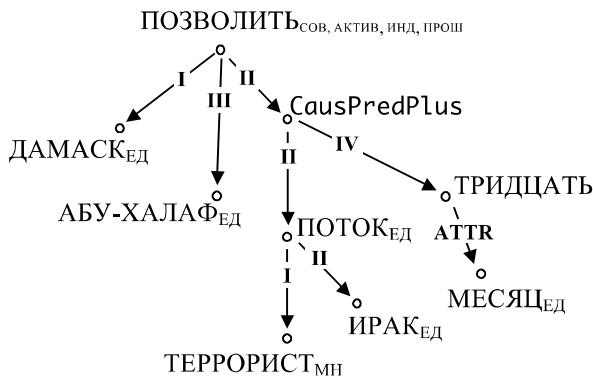 ПОЗВОЛИТЬСОВ, АКТИВ, ИНД, ПРОШ
I
II
III
CausPredPlus
ДАМАСКЕД
II
IV
АБУ-ХАЛАФЕД
ТРИДЦАТЬ
ПОТОКЕД
ATTR
I
II
МЕСЯЦЕД
ИРАКЕД
ТЕРРОРИСТМН